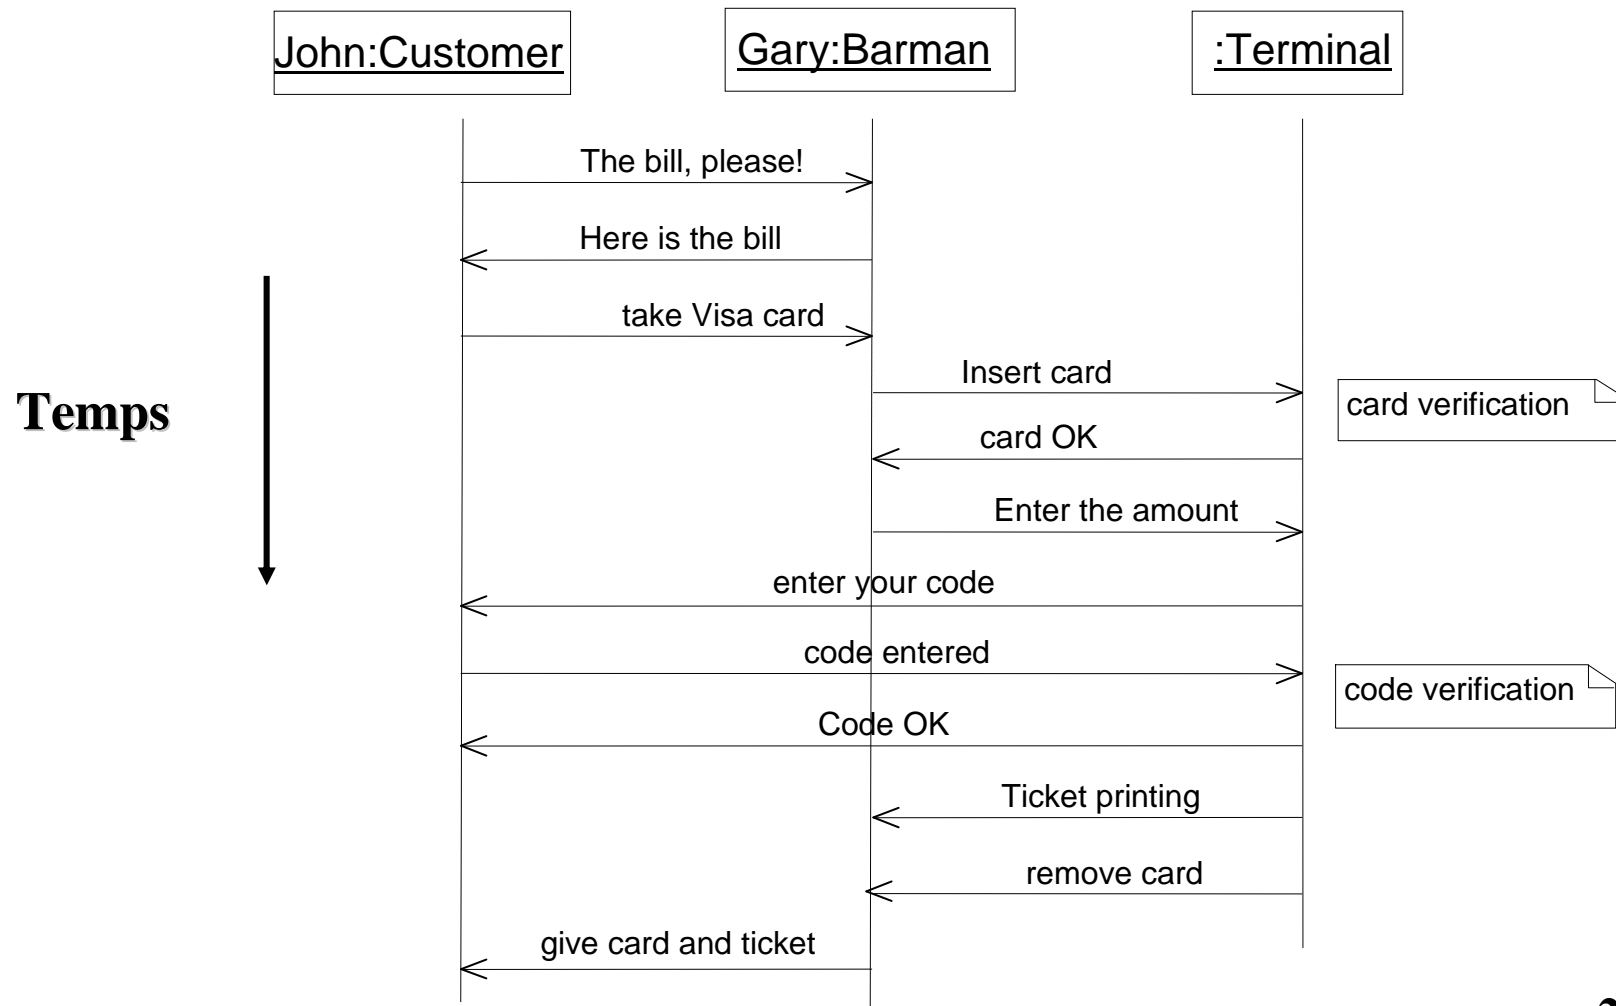 John:Customer
Gary:Barman
:Terminal
The bill, please!
Here is the bill
take Visa card
Insert card
card verification
Temps
card OK
Enter the amount
enter your code
code entered
code verification
Code OK
Ticket printing
remove card
give card and ticket